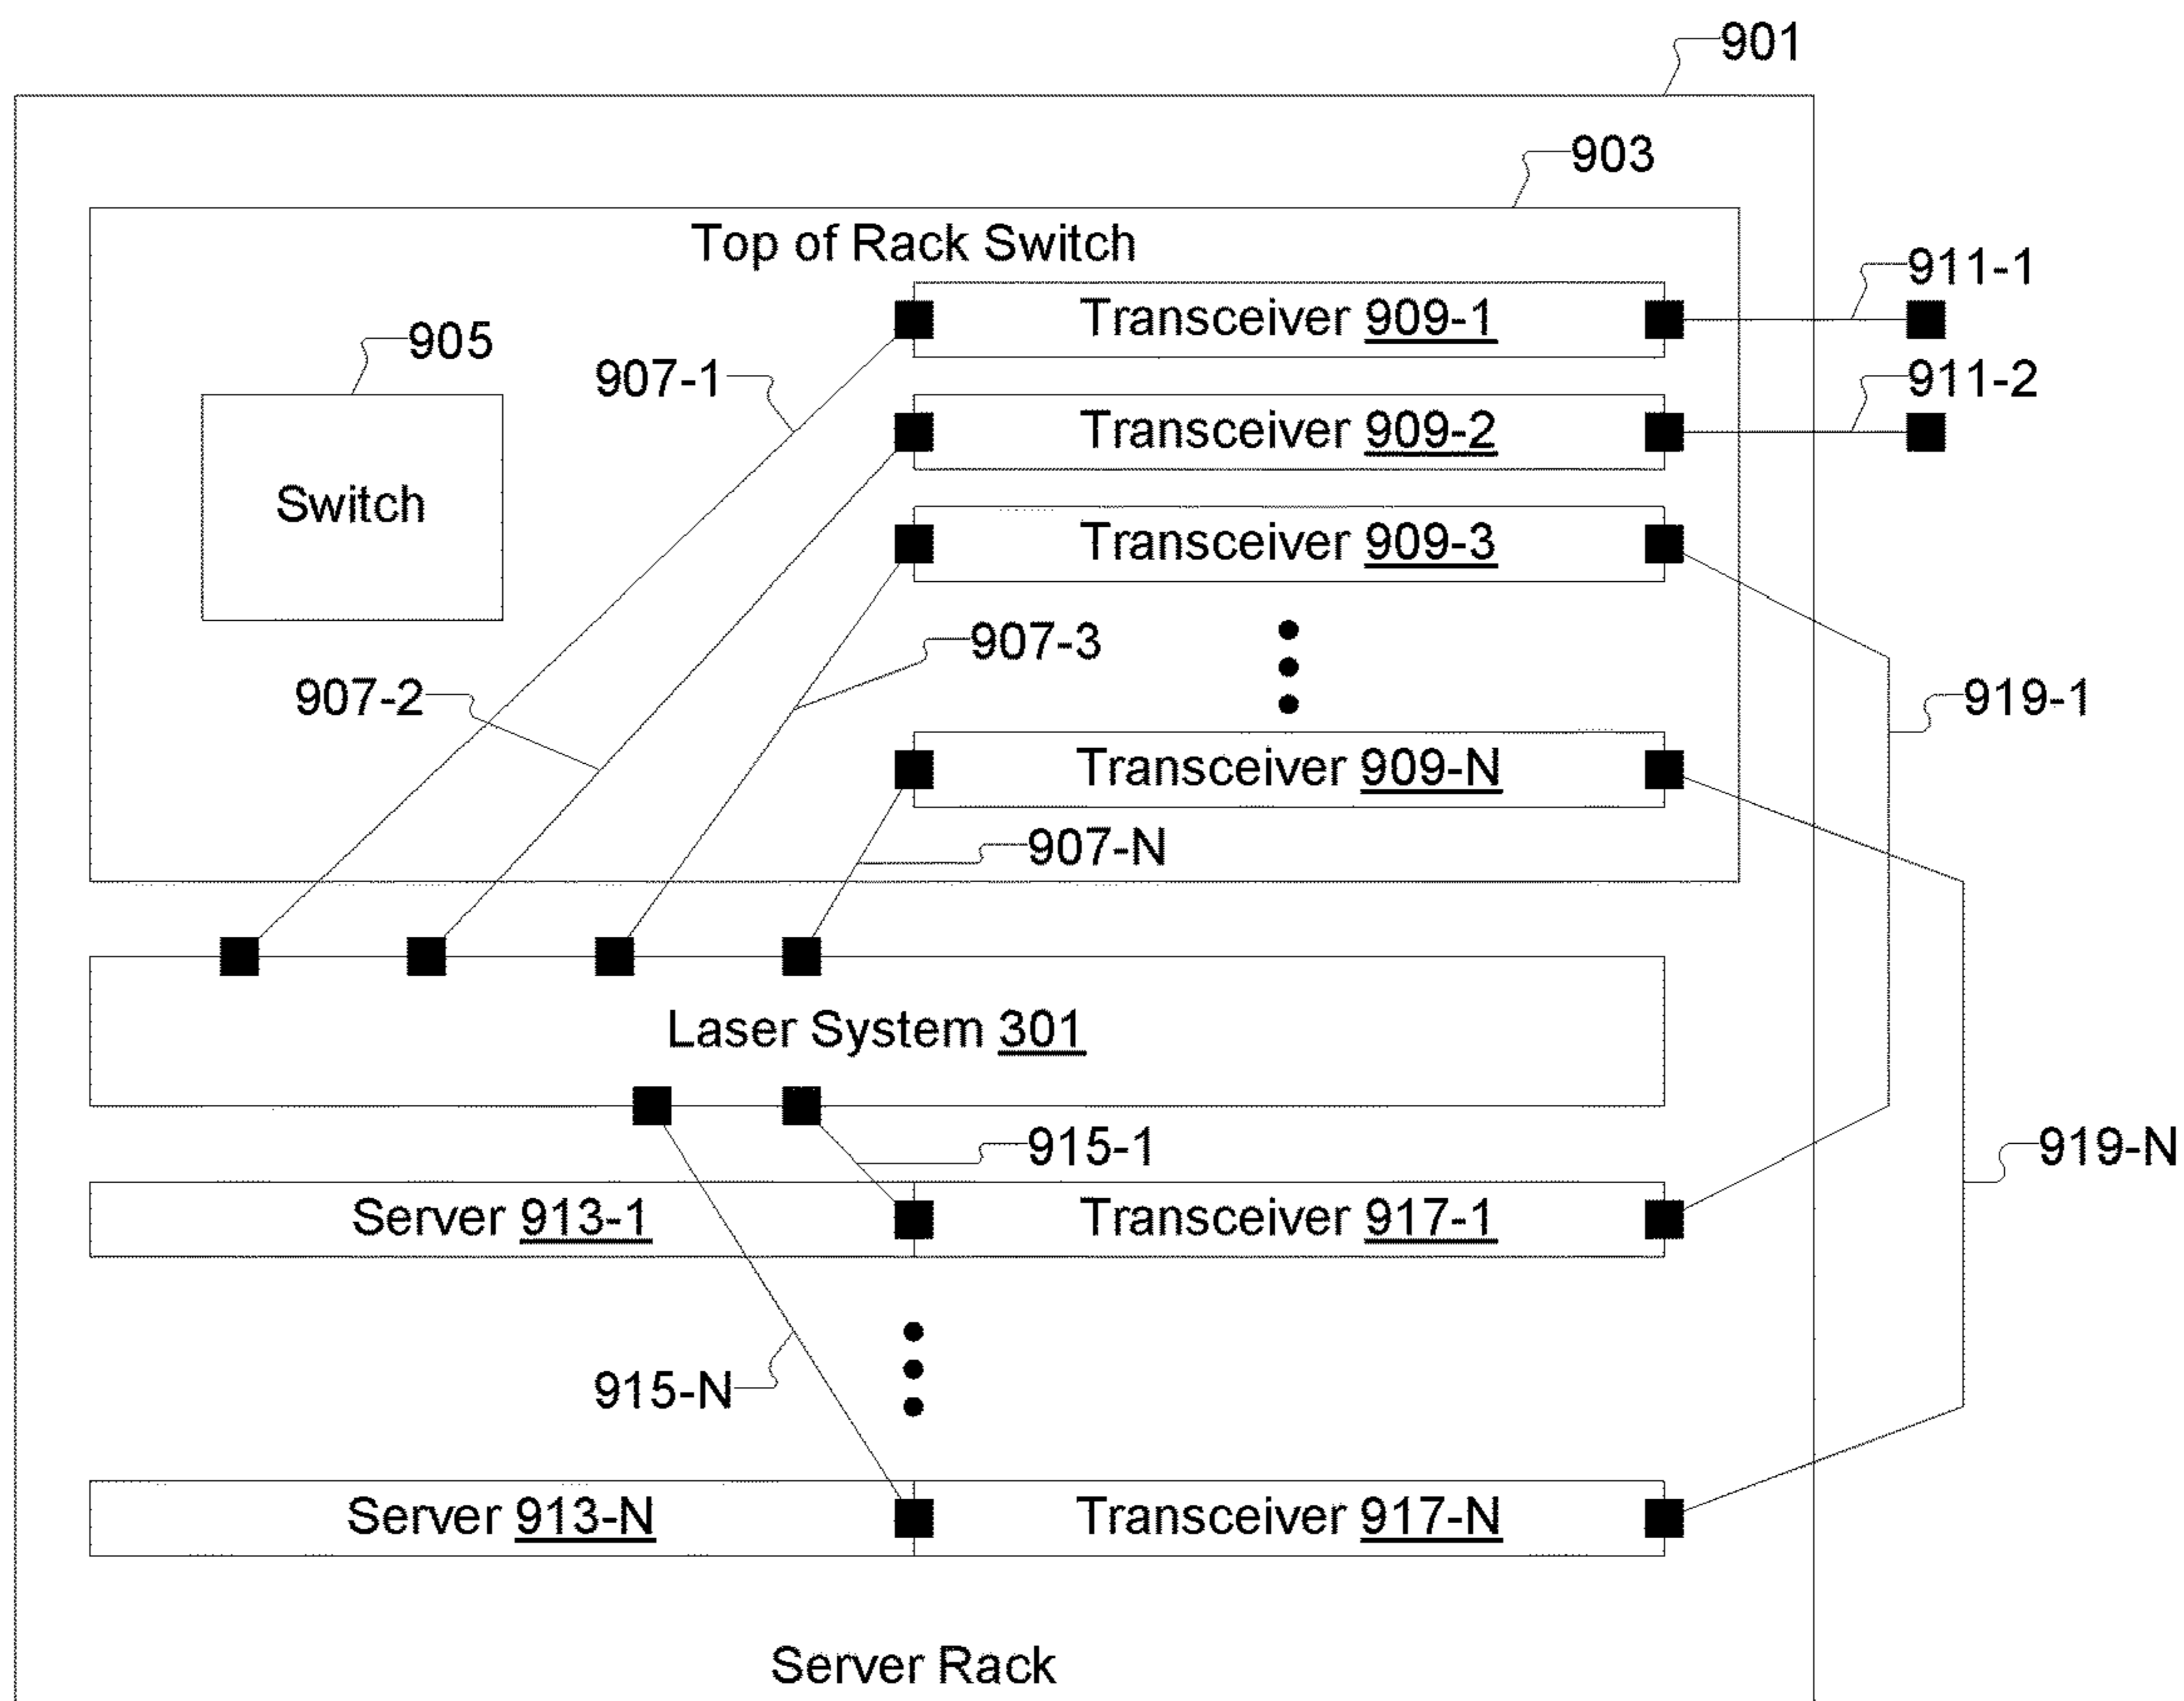 901
903
Top of Rack Switch
911-1
Transceiver 909-1
905
907-1
911-2
Transceiver 909-2
Switch
Transceiver 909-3
907-3
907-2
919-1
Transceiver 909-N
907-N
Laser System 301
915-1
919-N
Server 913-1
Transceiver 917-1
915-N
Server 913-N
Transceiver 917-N
Server Rack